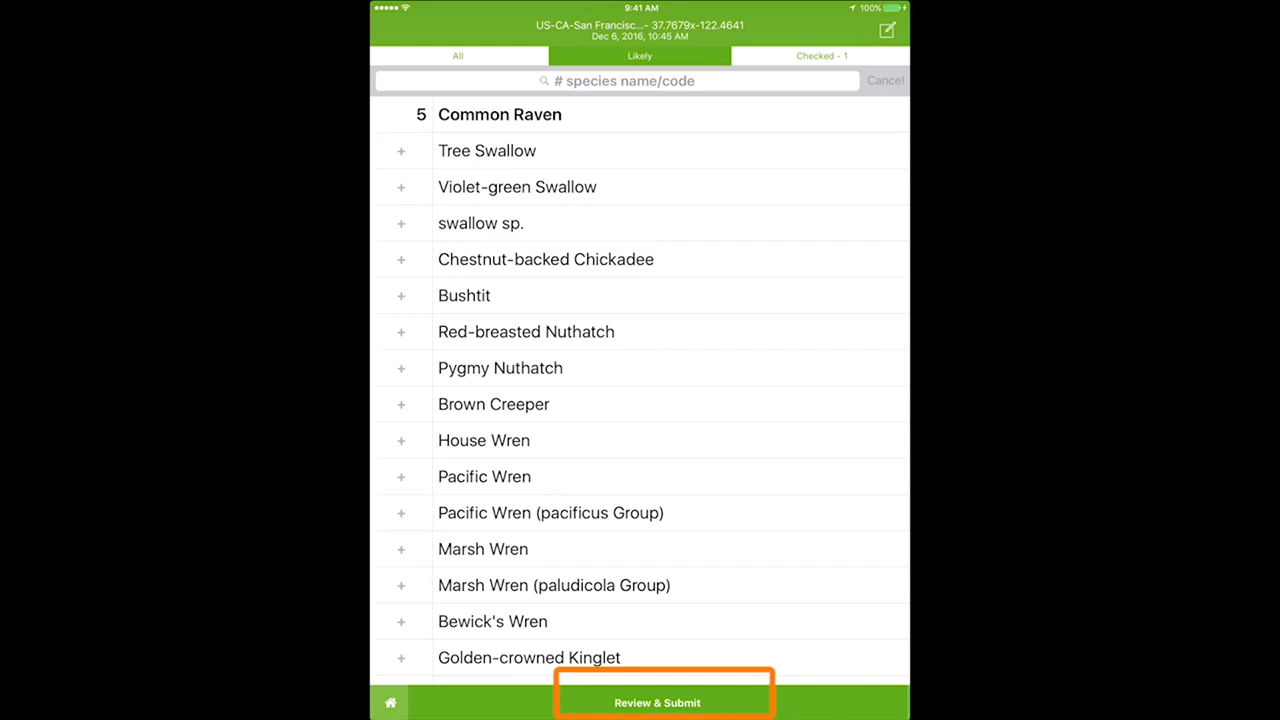 9:41 AM
100%
US-CA-San Francisc...- 37.7679x-122.4641
Dec 6, 2016, 10:45 AM
All
Likely
Checked - 1
# species name/code
Cancel
5 Common Raven
+ Tree Swallow
+ Violet-green Swallow
+ swallow sp.
+ Chestnut-backed Chickadee
+ Bushtit
+ Red-breasted Nuthatch
+ Pygmy Nuthatch
+ Brown Creeper
+ House Wren
+ Pacific Wren
+ Pacific Wren (pacificus Group)
+ Marsh Wren
+ Marsh Wren (paludicola Group)
+ Bewick's Wren
+ Golden-crowned Kinglet
Review & Submit